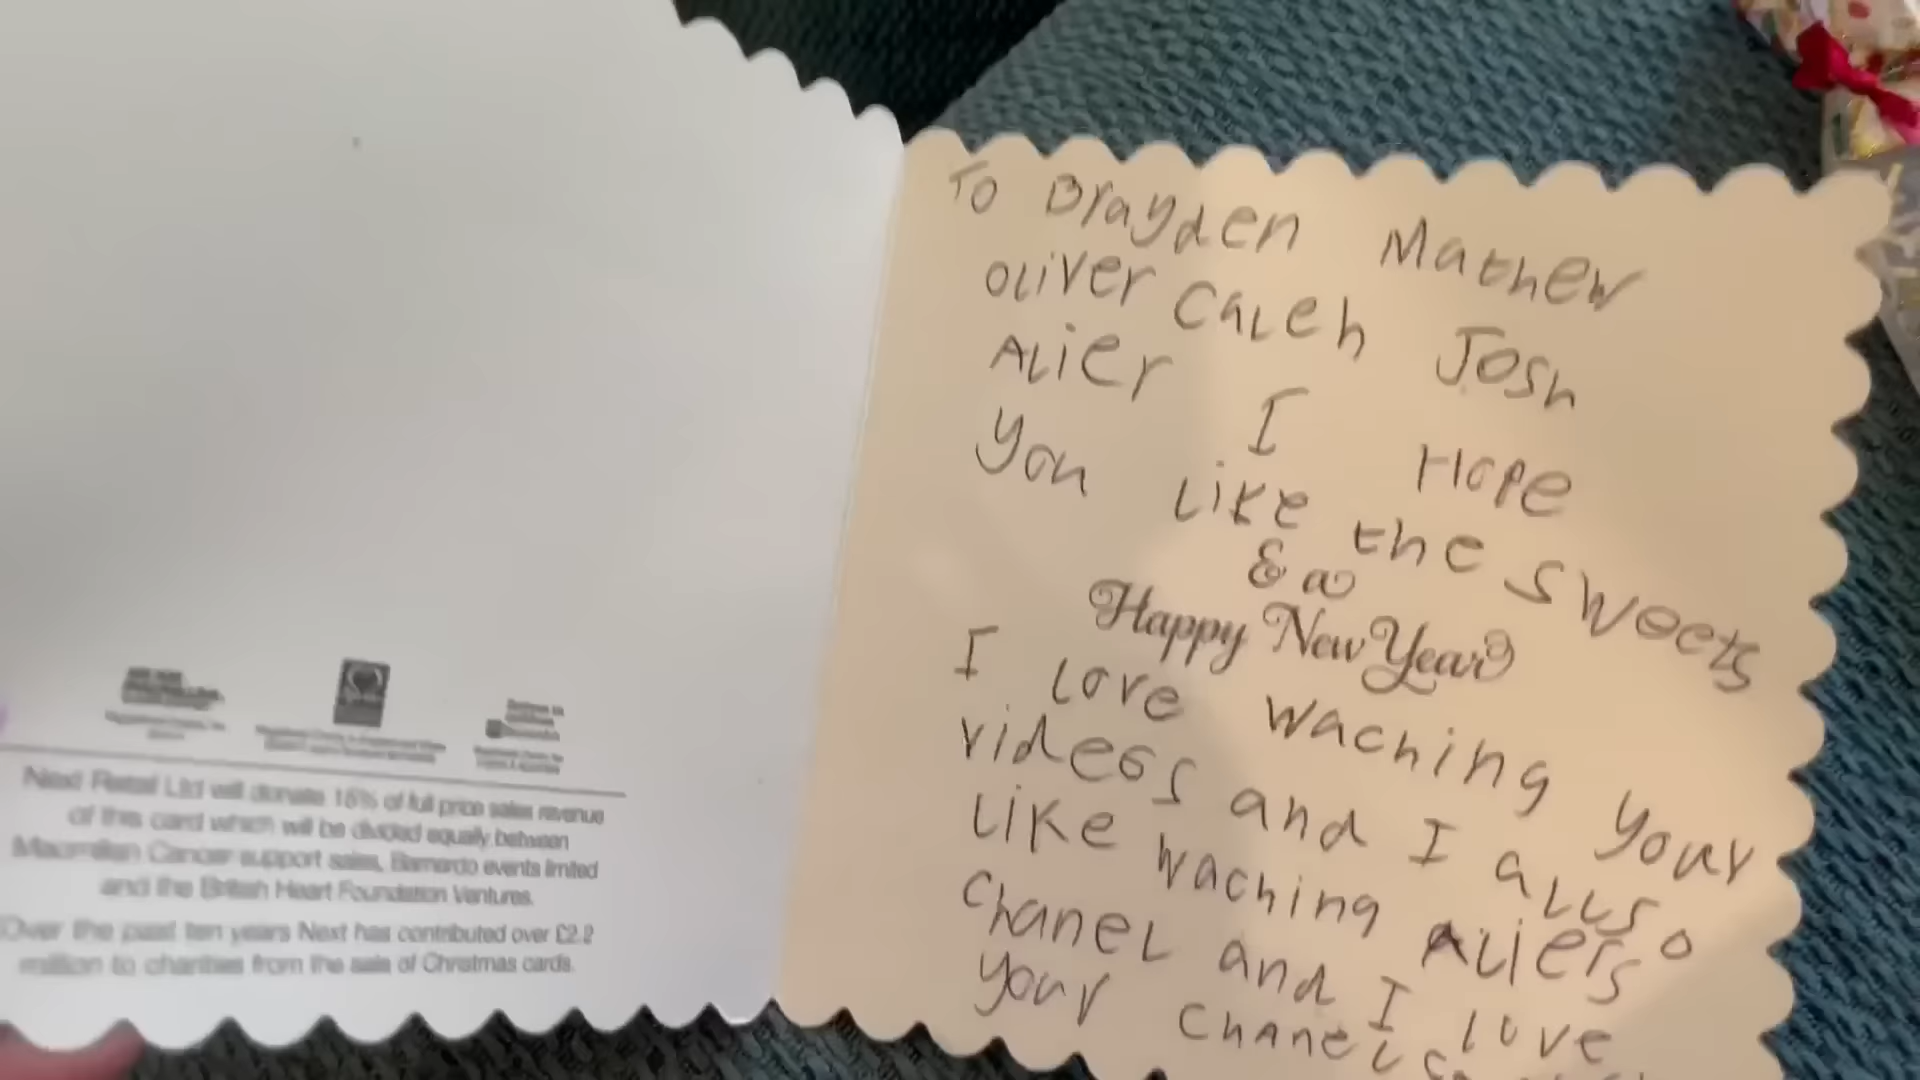 Next Retail Ltd will donate 15% of full price sales revenue
of this card which will be divided equally between
Macmillan Cancer support sales, Barnardo events limited
and the British Heart Foundation Ventures.
Over the past ten years Next has contributed over £2.2
million to charities from the sale of Christmas cards.
To Brayden Mathew
Oliver Caleh Josh
Alier I Hope
you Like the sweets
& a
Happy New Year
I Love waching your
videos and I allso
Like waching Aliers
chanel and I love
your chanel